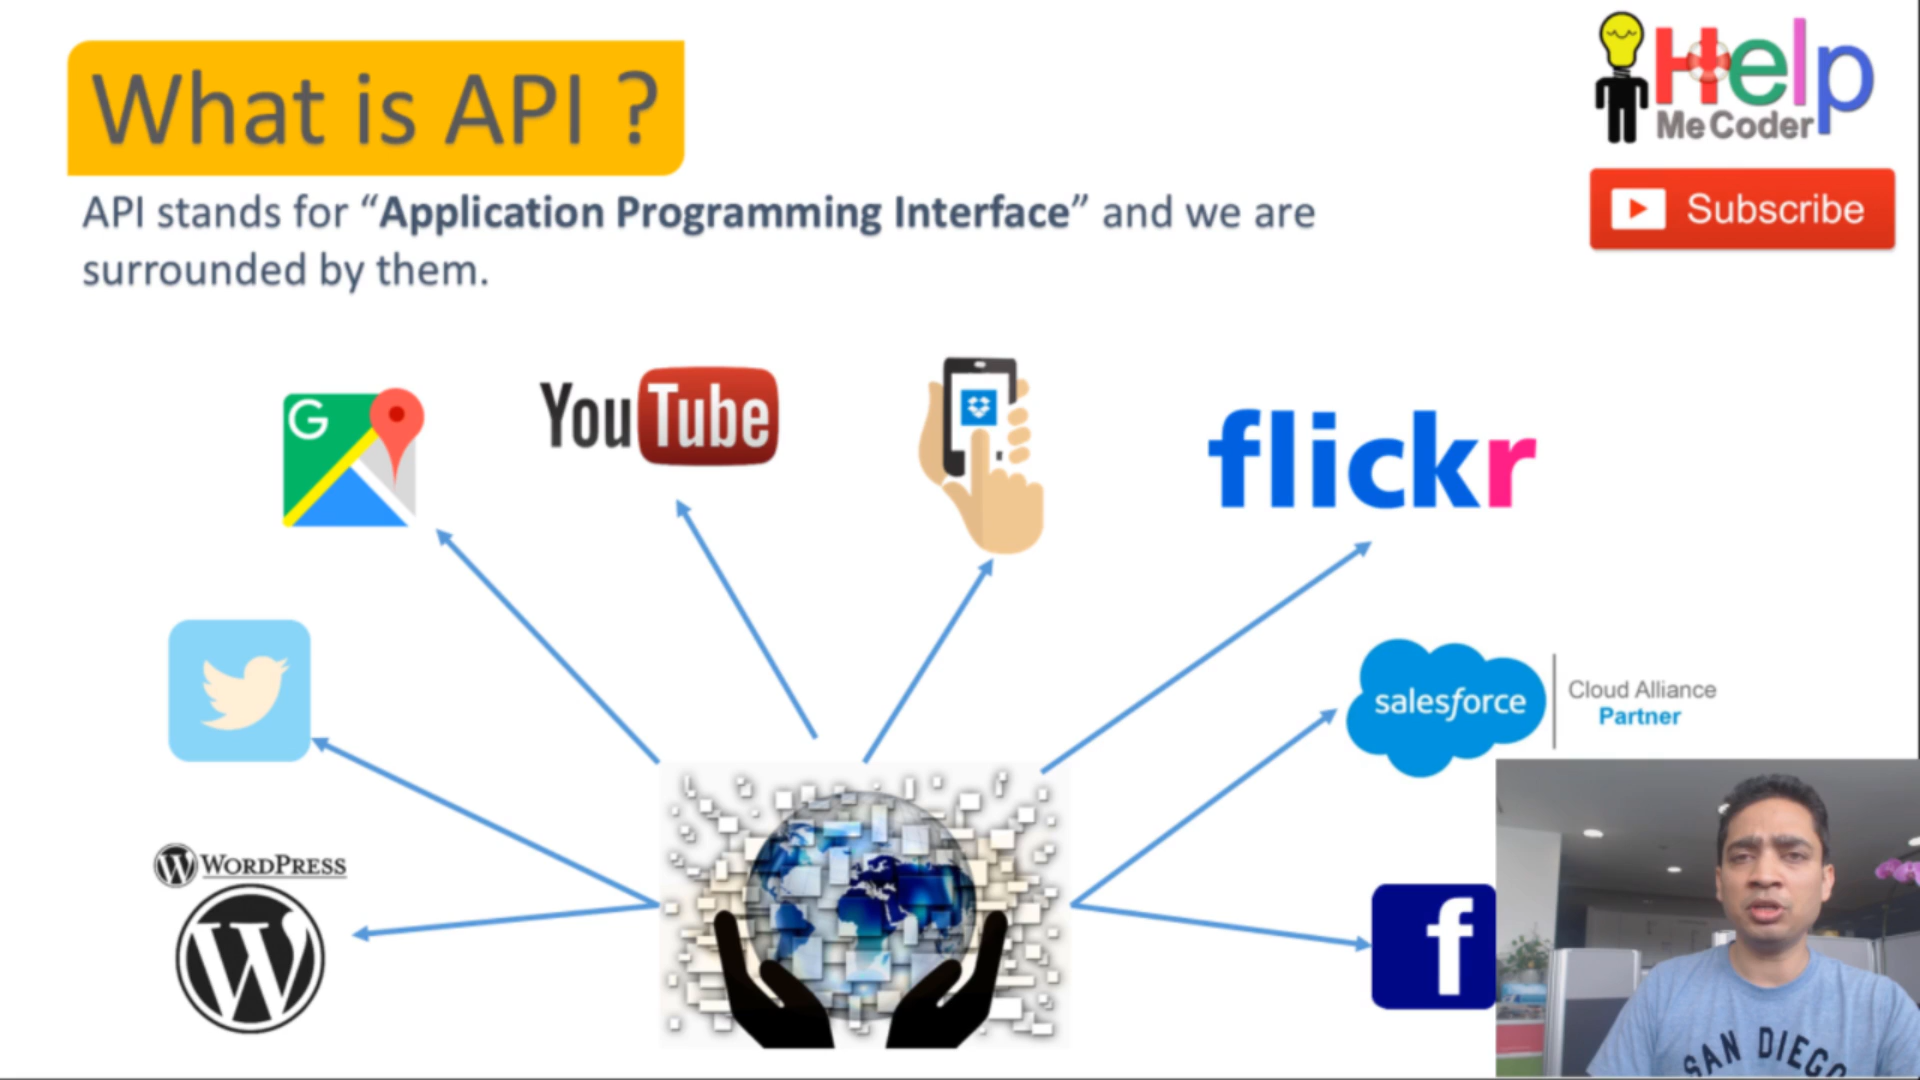 What is API ?
Help
Me Coder
Subscribe
API stands for “Application Programming Interface” and we are
surrounded by them.
G
YouTube
flickr
salesforce
Cloud Alliance
Partner
WORDPRESS
W
f
SAN DIEGO